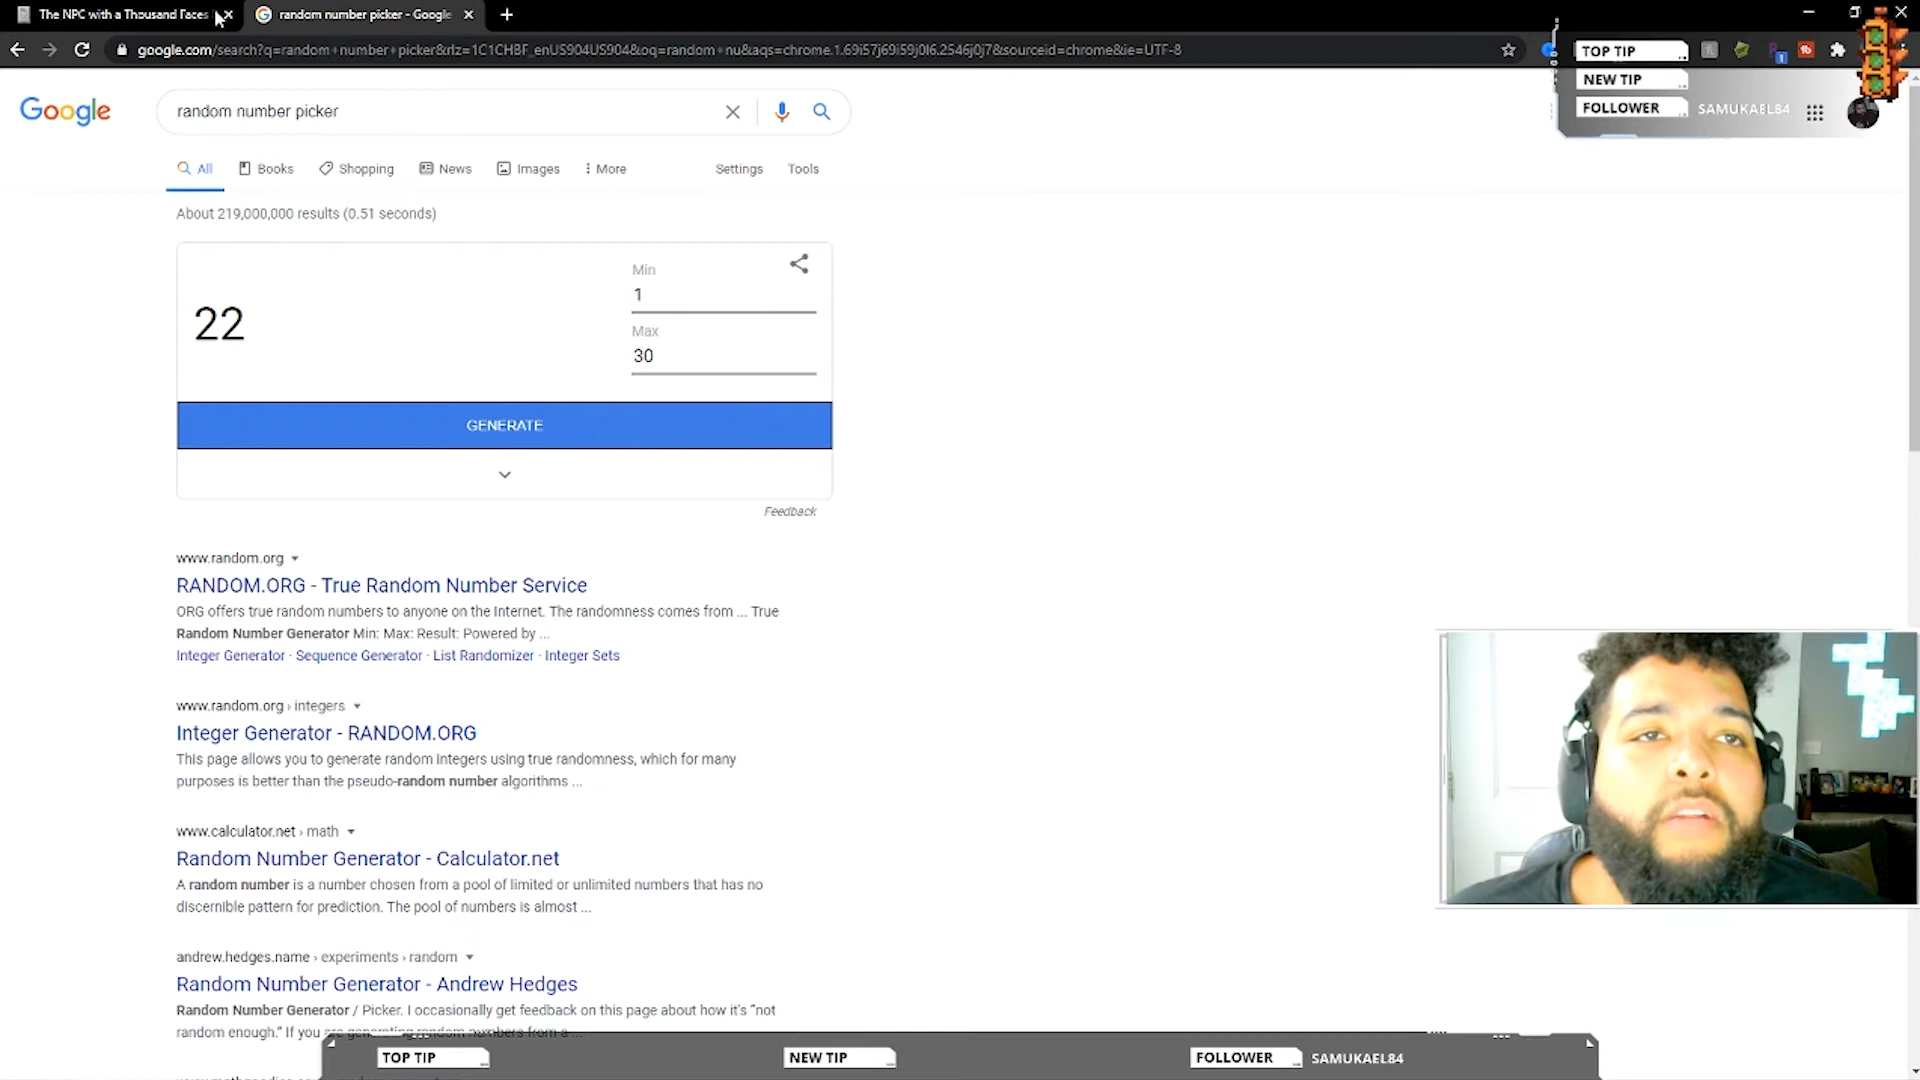 The NPC with a Thousand Faces
random number picker - Google
google.com/search?q=random+number+picker&rlz=1C1CHBF_enUS904US904&oq=random+nu&aqs=chrome.1.69i57j69i59j0l6.2546j0j7&sourceid=chrome&ie=UTF-8
TOP TIP
NEW TIP
FOLLOWER SAMUKAEL84
Google
random number picker
All Books Shopping News Images More Settings Tools
About 219,000,000 results (0.51 seconds)
22
Min
1
Max
30
GENERATE
Feedback
www.random.org
RANDOM.ORG - True Random Number Service
ORG offers true random numbers to anyone on the Internet. The randomness comes from ... True
Random Number Generator Min: Max: Result: Powered by ...
Integer Generator · Sequence Generator · List Randomizer · Integer Sets
www.random.org › integers
Integer Generator - RANDOM.ORG
This page allows you to generate random integers using true randomness, which for many
purposes is better than the pseudo-random number algorithms ...
www.calculator.net › math
Random Number Generator - Calculator.net
A random number is a number chosen from a pool of limited or unlimited numbers that has no
discernible pattern for prediction. The pool of numbers is almost ...
andrew.hedges.name › experiments › random
Random Number Generator - Andrew Hedges
Random Number Generator / Picker. I occasionally get feedback on this page about how it's "not
random enough." If you are generating random numbers from a ...
TOP TIP NEW TIP FOLLOWER SAMUKAEL84